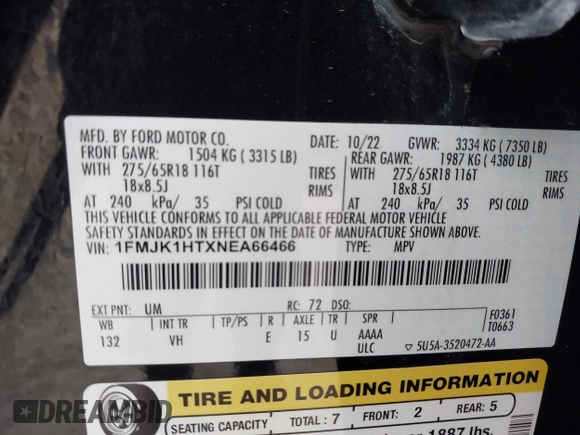 MFD. BY FORD MOTOR CO.
DATE: 10/22 GVWR: 3334 KG ( 7350 LB)
FRONT GAWR: 1504 KG ( 3315 LB)
REAR GAWR: 1987 KG ( 4380 LB)
WITH 275/65R18 116T TIRES
WITH 275/65R18 116T TIRES
18x8.5J RIMS
18x8.5J RIMS
AT 240 kPa/ 35 PSI COLD
AT 240 kPa/ 35 PSI COLD
THIS VEHICLE CONFORMS TO ALL APPLICABLE FEDERAL MOTOR VEHICLE
SAFETY STANDARDS IN EFFECT ON THE DATE OF MANUFACTURE SHOWN ABOVE.
VIN: 1FMJK1HTXNEA66466 TYPE: MPV
EXT PNT: UM RC: 72 DSO:
WB INT TR TP/PS R AXLE TR SPR
132 VH E 15 U AAAA
ULC
F0361
T0663
▽ 5U5A-3520472-AA
TIRE AND LOADING INFORMATION
SEATING CAPACITY TOTAL: 7 FRONT: 2 REAR: 5
1887 lbs.
DREAMBID